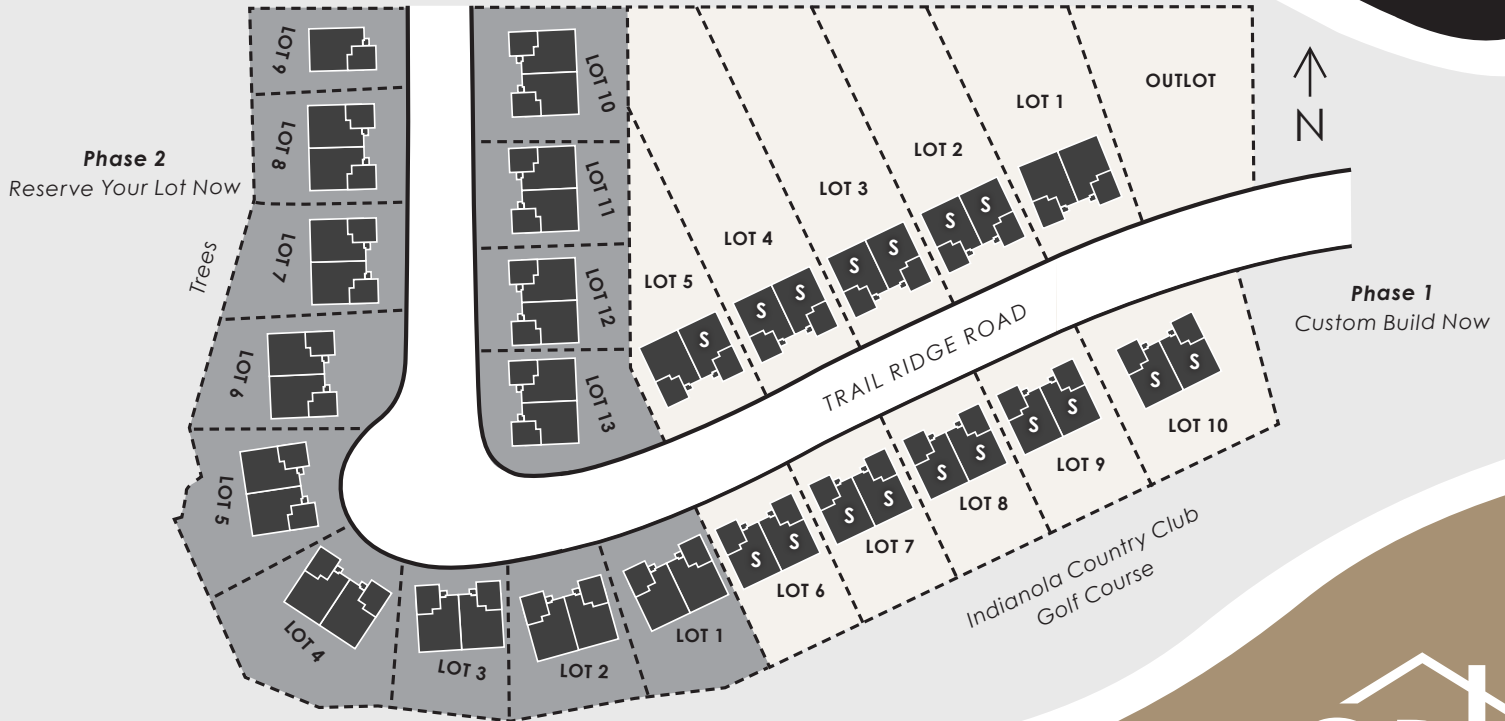 Phase 2
Reserve Your Lot Now
Trees
LOT 9
LOT 8
LOT 7
LOT 6
LOT 5
LOT 4
LOT 3
LOT 2
LOT 1
LOT 10
LOT 11
LOT 12
LOT 13
LOT 5
S
LOT 4
S S
LOT 3
S S
LOT 2
S S
LOT 1
OUTLOT
N
TRAIL RIDGE ROAD
Phase 1
Custom Build Now
S S
LOT 6
S S
LOT 7
S S
LOT 8
S S
LOT 9
S S
LOT 10
Indianola Country Club
Golf Course